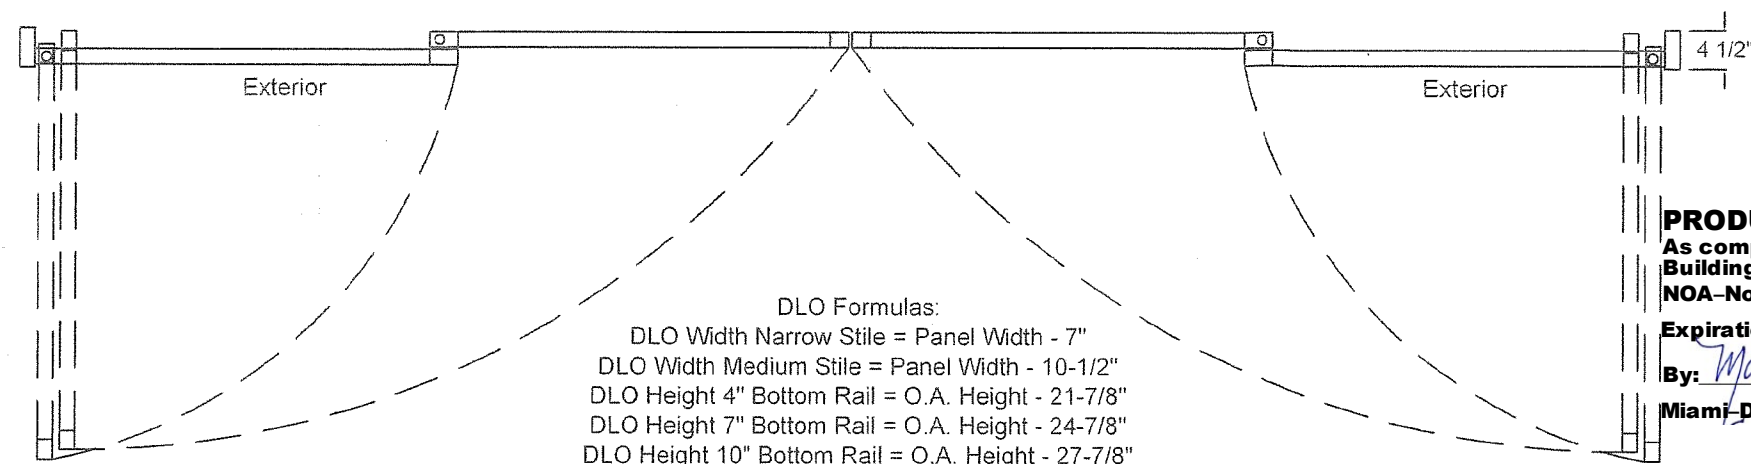 4 1/2"
Exterior
Exterior
DLO Formulas:
DLO Width Narrow Stile = Panel Width - 7"
DLO Width Medium Stile = Panel Width - 10-1/2"
DLO Height 4" Bottom Rail = O.A. Height - 21-7/8"
DLO Height 7" Bottom Rail = O.A. Height - 24-7/8"
DLO Height 10" Bottom Rail = O.A. Height - 27-7/8"
PRODU
As comp
Building
NOA–No
Expirati
By:
Miami–D